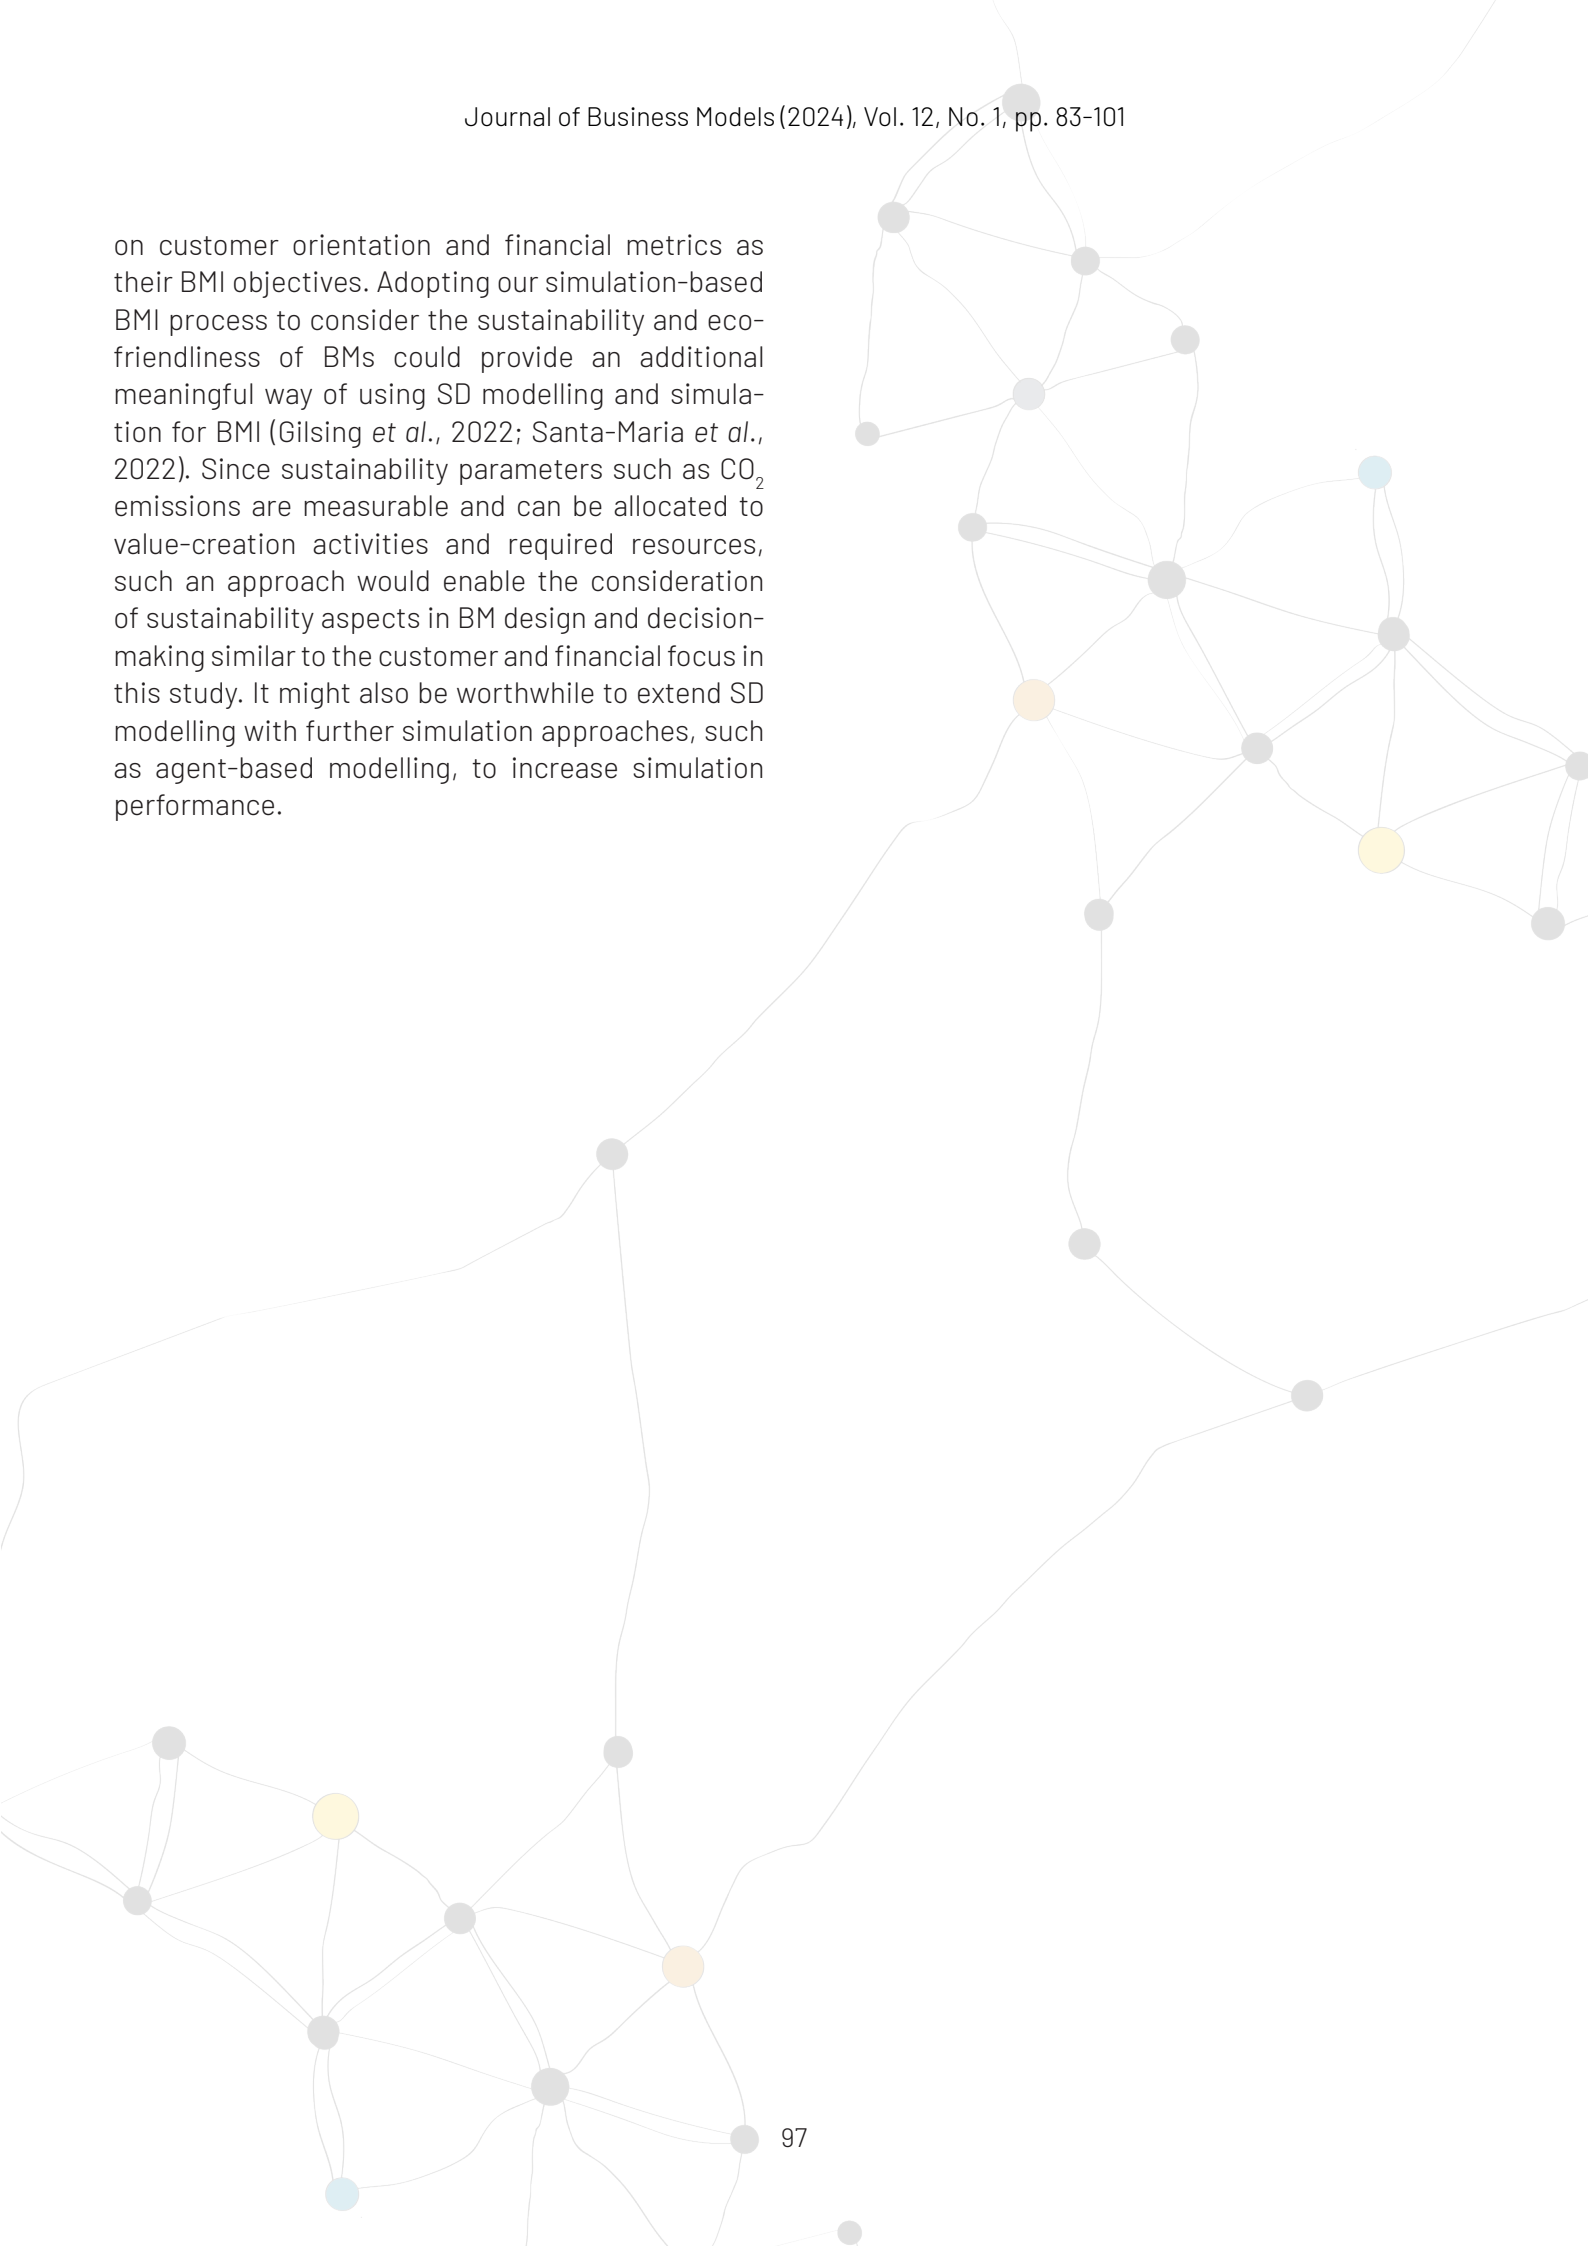 Journal of Business Models (2024), Vol. 12, No. 1, pp. 83-101
on customer orientation and financial metrics as
their BMI objectives. Adopting our simulation-based
BMI process to consider the sustainability and eco-
friendliness of BMs could provide an additional
meaningful way of using SD modelling and simula-
tion for BMI (Gilsing et al., 2022; Santa-Maria et al.,
2022). Since sustainability parameters such as CO₂
emissions are measurable and can be allocated to
value-creation activities and required resources,
such an approach would enable the consideration
of sustainability aspects in BM design and decision-
making similar to the customer and financial focus in
this study. It might also be worthwhile to extend SD
modelling with further simulation approaches, such
as agent-based modelling, to increase simulation
performance.
97